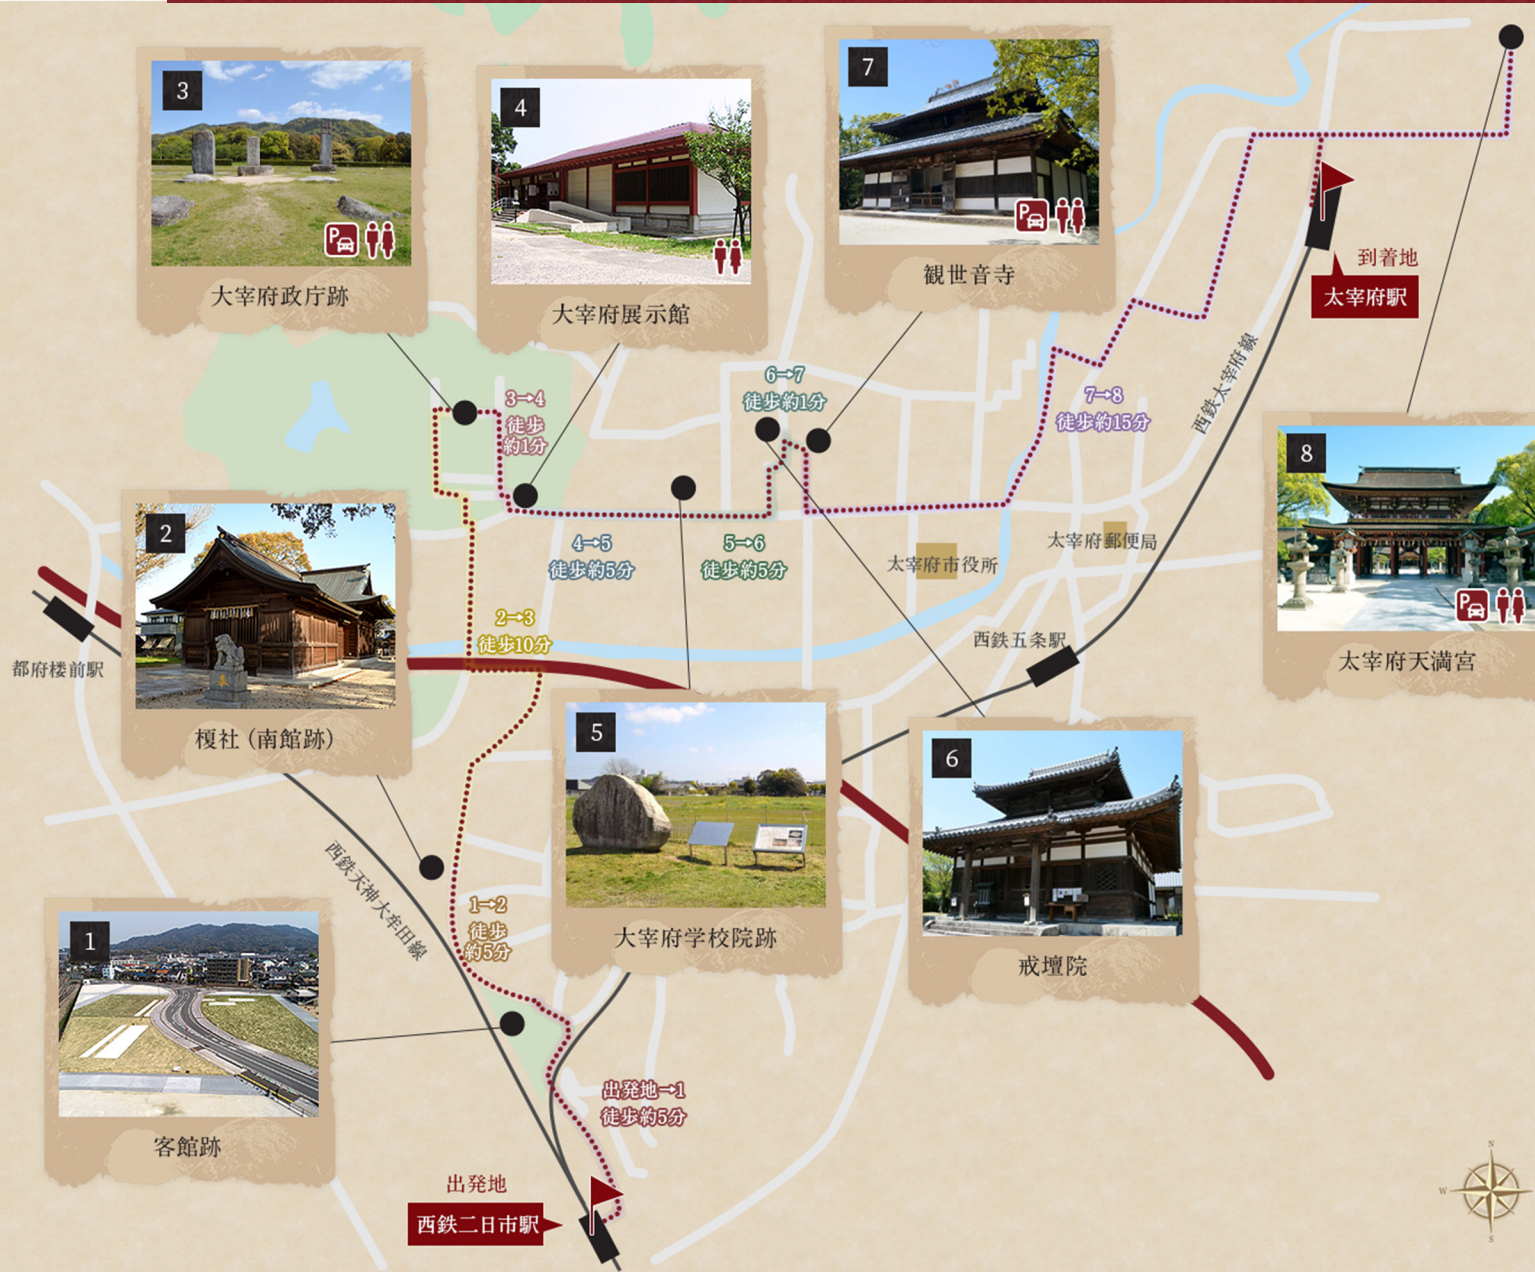 3
大宰府政庁跡
4
大宰府展示館
7
観世音寺
到着地
太宰府駅
西鉄太宰府線
3→4
徒歩
約1分
6→7
徒歩約1分
7→8
徒歩約15分
8
太宰府天満宮
2
榎社（南館跡）
4→5
徒歩約5分
5→6
徒歩約5分
太宰府市役所
太宰府郵便局
2→3
徒歩10分
西鉄五条駅
都府楼前駅
5
大宰府学校院跡
6
戒壇院
西鉄天神大牟田線
1→2
徒歩
約5分
1
客館跡
出発地→1
徒歩約5分
出発地
西鉄二日市駅
N
W
S
P
P
P